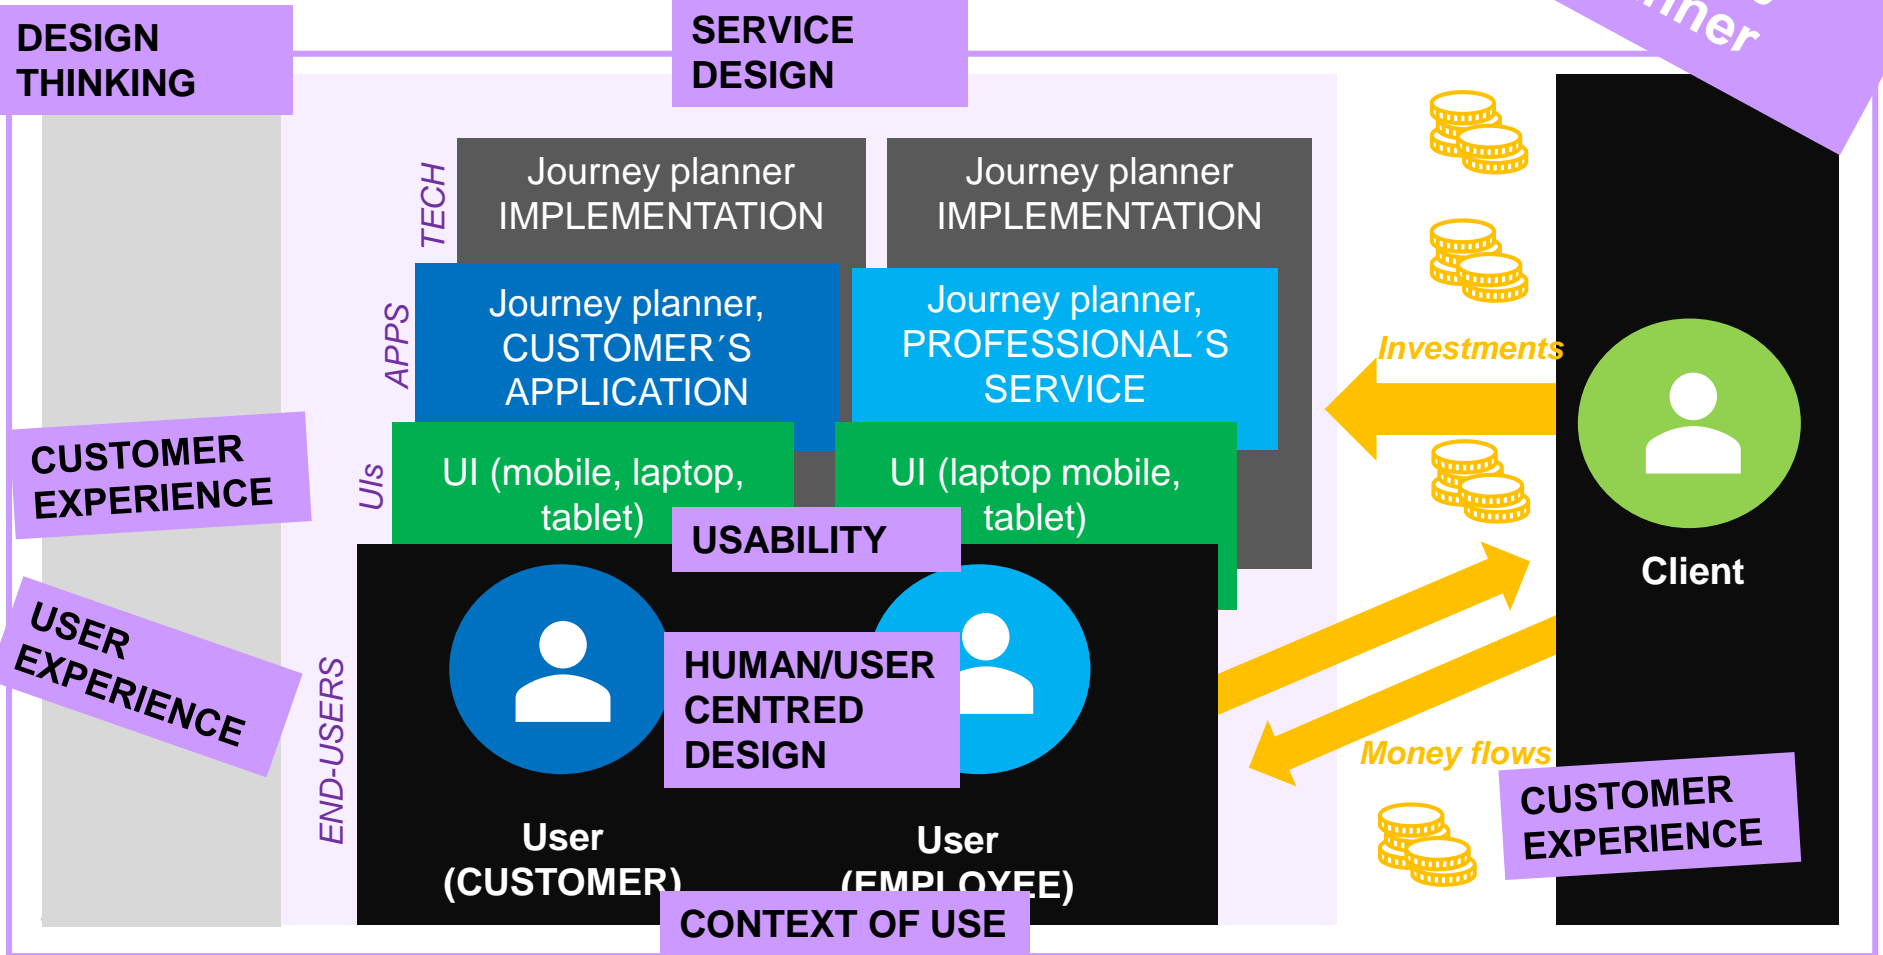 DESIGN
THINKING
SERVICE
DESIGN
TECH
Journey planner
IMPLEMENTATION
Journey planner
IMPLEMENTATION
APPS
Journey planner,
CUSTOMER´S
APPLICATION
Journey planner,
PROFESSIONAL´S
SERVICE
Investments
CUSTOMER
EXPERIENCE
UIs
UI (mobile, laptop,
tablet)
UI (laptop mobile,
tablet)
USABILITY
Client
USER
EXPERIENCE
END-USERS
HUMAN/USER
CENTRED
DESIGN
Money flows
CUSTOMER
EXPERIENCE
User
(CUSTOMER)
User
(EMPLOYEE)
CONTEXT OF USE